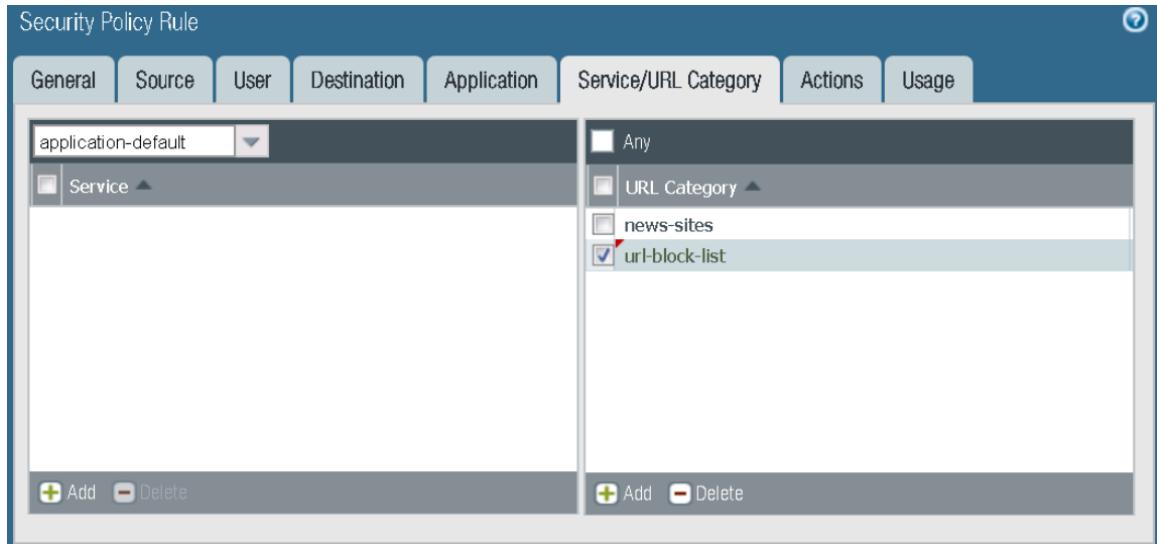 Security Policy Rule
General Source User Destination Application Service/URL Category Actions Usage
application-default
Service
Add Delete
Any
URL Category
news-sites
url-block-list
Add Delete